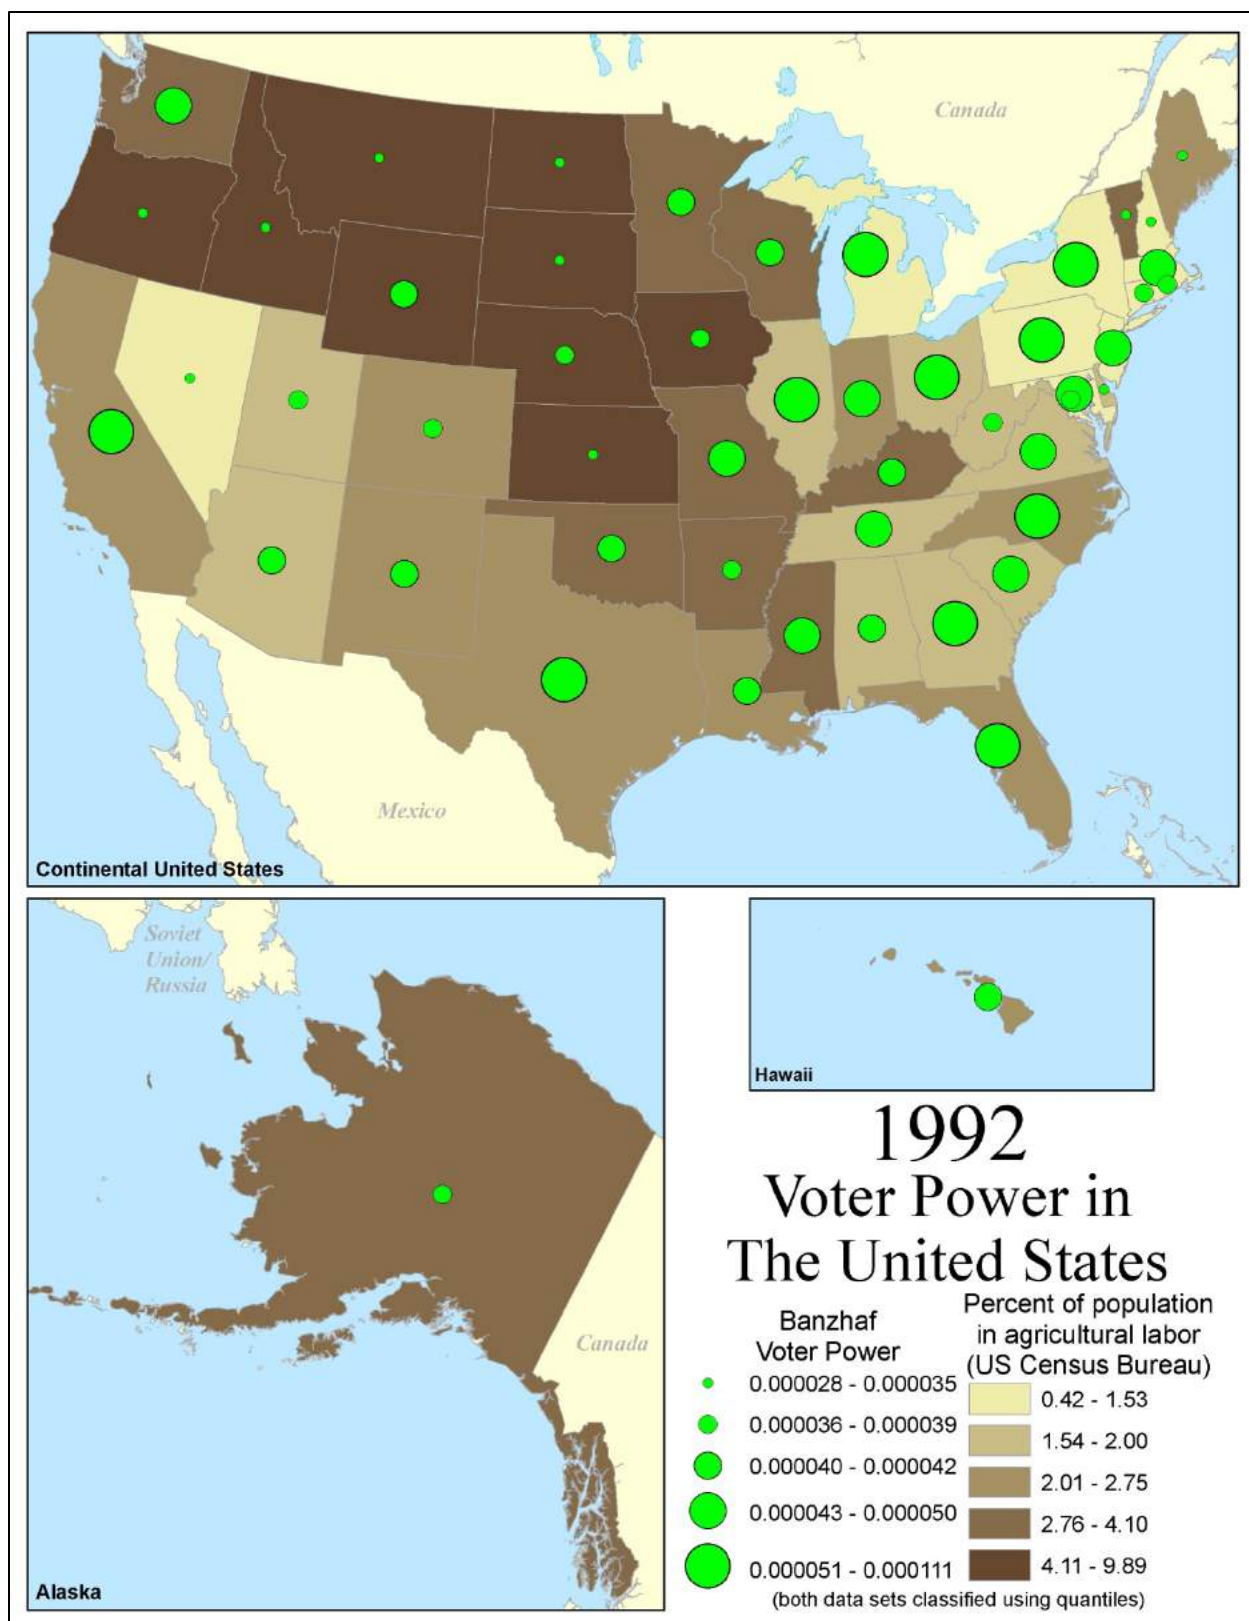 Canada
Mexico
Continental United States
Soviet
Union/
Russia
Canada
Alaska
Hawaii
1992
Voter Power in
The United States
Banzhaf
Voter Power
0.000028 - 0.000035
0.000036 - 0.000039
0.000040 - 0.000042
0.000043 - 0.000050
0.000051 - 0.000111
Percent of population
in agricultural labor
(US Census Bureau)
0.42 - 1.53
1.54 - 2.00
2.01 - 2.75
2.76 - 4.10
4.11 - 9.89
(both data sets classified using quantiles)